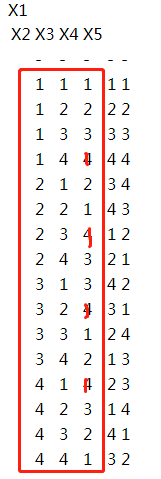 X1
X2 X3 X4 X5
- - - - -
1 1 1 1 1
1 2 2 2 2
1 3 3 3 3
1 4 4 4 4
2 1 2 3 4
2 2 1 4 3
2 3 4 1 2
2 4 3 2 1
3 1 3 4 2
3 2 4 3 1
3 3 1 2 4
3 4 2 1 3
4 1 4 2 3
4 2 3 1 4
4 3 2 4 1
4 4 1 3 2